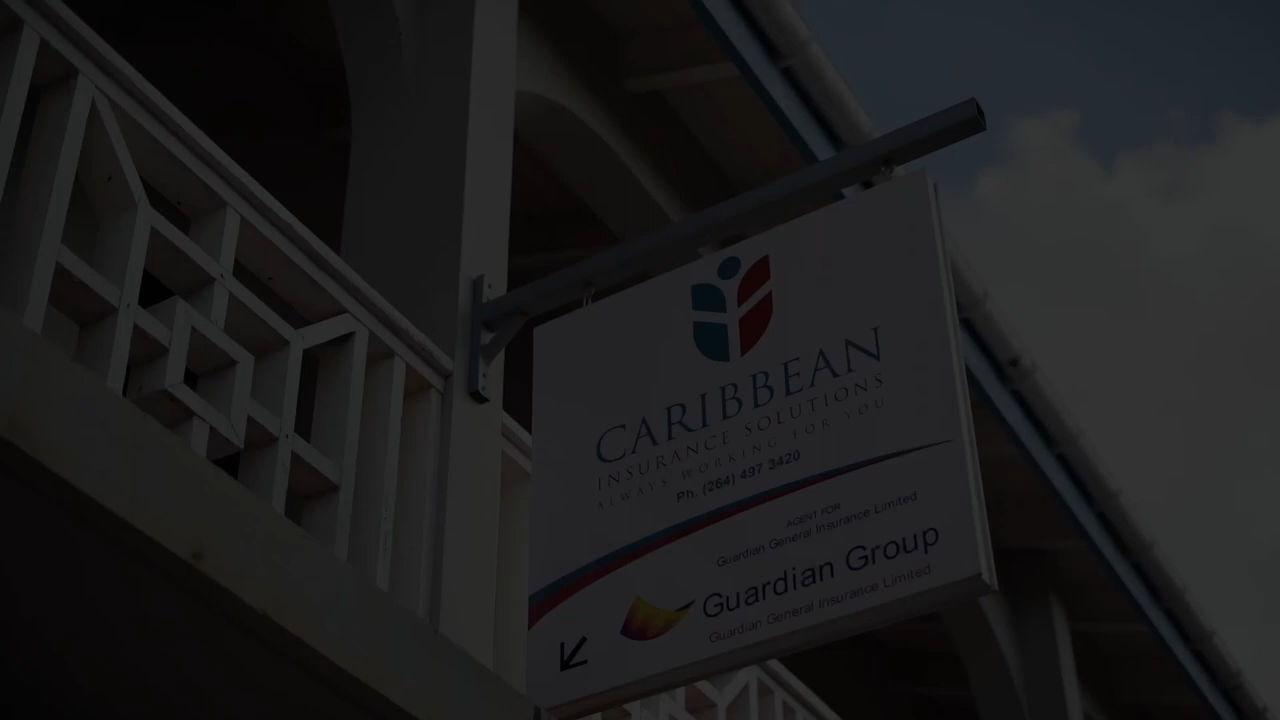 CARIBBEAN
INSURANCE SOLUTIONS
ALWAYS WORKING FOR YOU
Ph. (264) 497 3420
AGENT FOR
Guardian General Insurance Limited
Guardian Group
Guardian General Insurance Limited